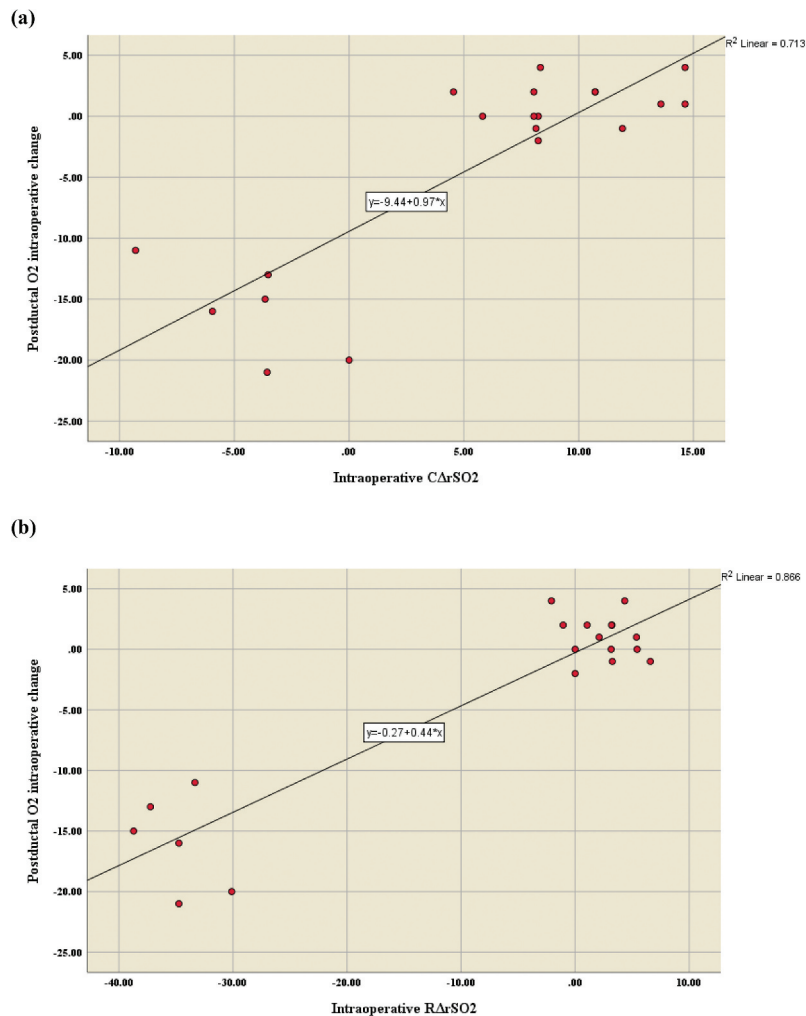 (a)
R2 Linear = 0.713
5.00
.00
-5.00
-10.00
-15.00
-20.00
-25.00
Postductal O2 intraoperative change
y=-9.44+0.97*x
-10.00 -5.00 .00 5.00 10.00 15.00
Intraoperative CΔrSO2
(b)
R2 Linear = 0.866
5.00
.00
-5.00
-10.00
-15.00
-20.00
-25.00
Postductal O2 intraoperative change
y=-0.27+0.44*x
-40.00 -30.00 -20.00 -10.00 .00 10.00
Intraoperative RΔrSO2